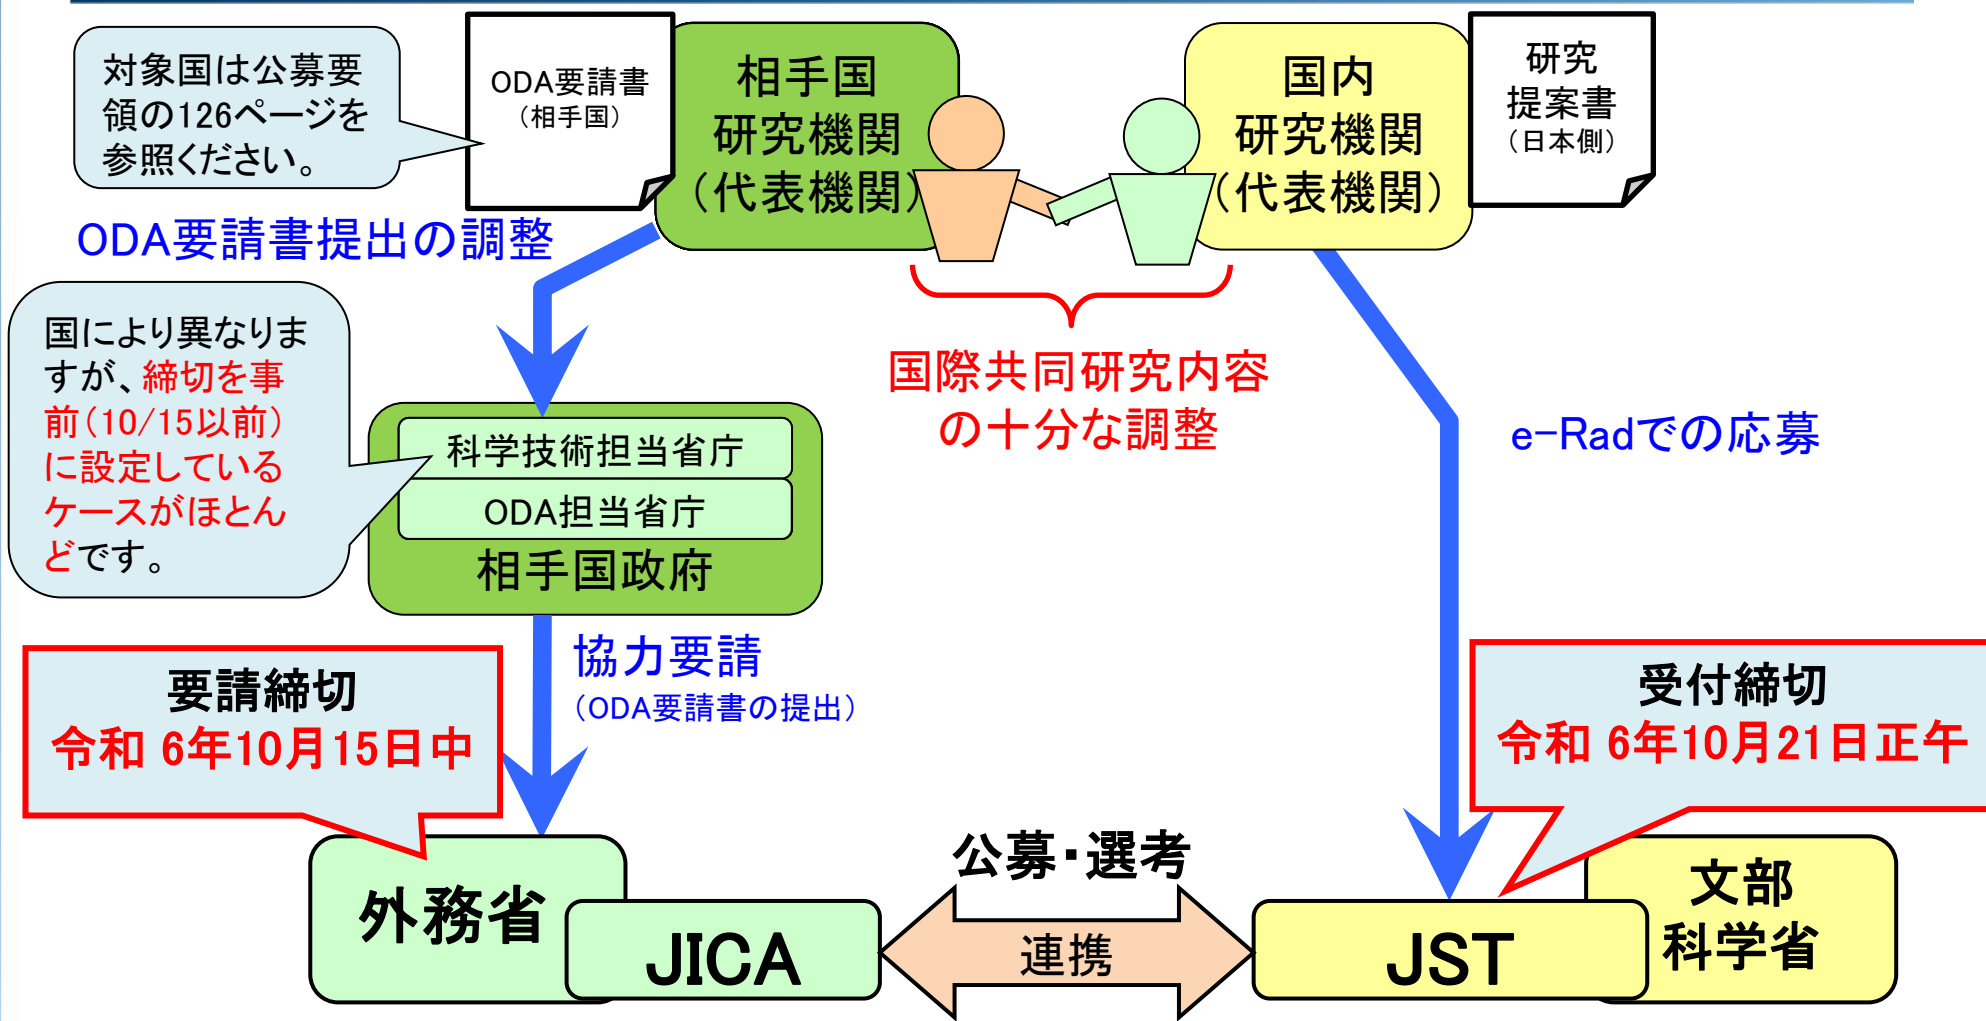 対象国は公募要
領の126ページを
参照ください。
ODA要請書
（相手国）
相手国
研究機関
（代表機関）
国内
研究機関
（代表機関）
研究
提案書
（日本側）
ODA要請書提出の調整
国により異なりま
すが、締切を事
前（10/15以前）
に設定している
ケースがほとん
どです。
国際共同研究内容
の十分な調整
e-Radでの応募
科学技術担当省庁
ODA担当省庁
相手国政府
協力要請
（ODA要請書の提出）
要請締切
令和 6年10月15日中
受付締切
令和 6年10月21日正午
公募・選考
外務省
JICA
連携
JST
文部
科学省